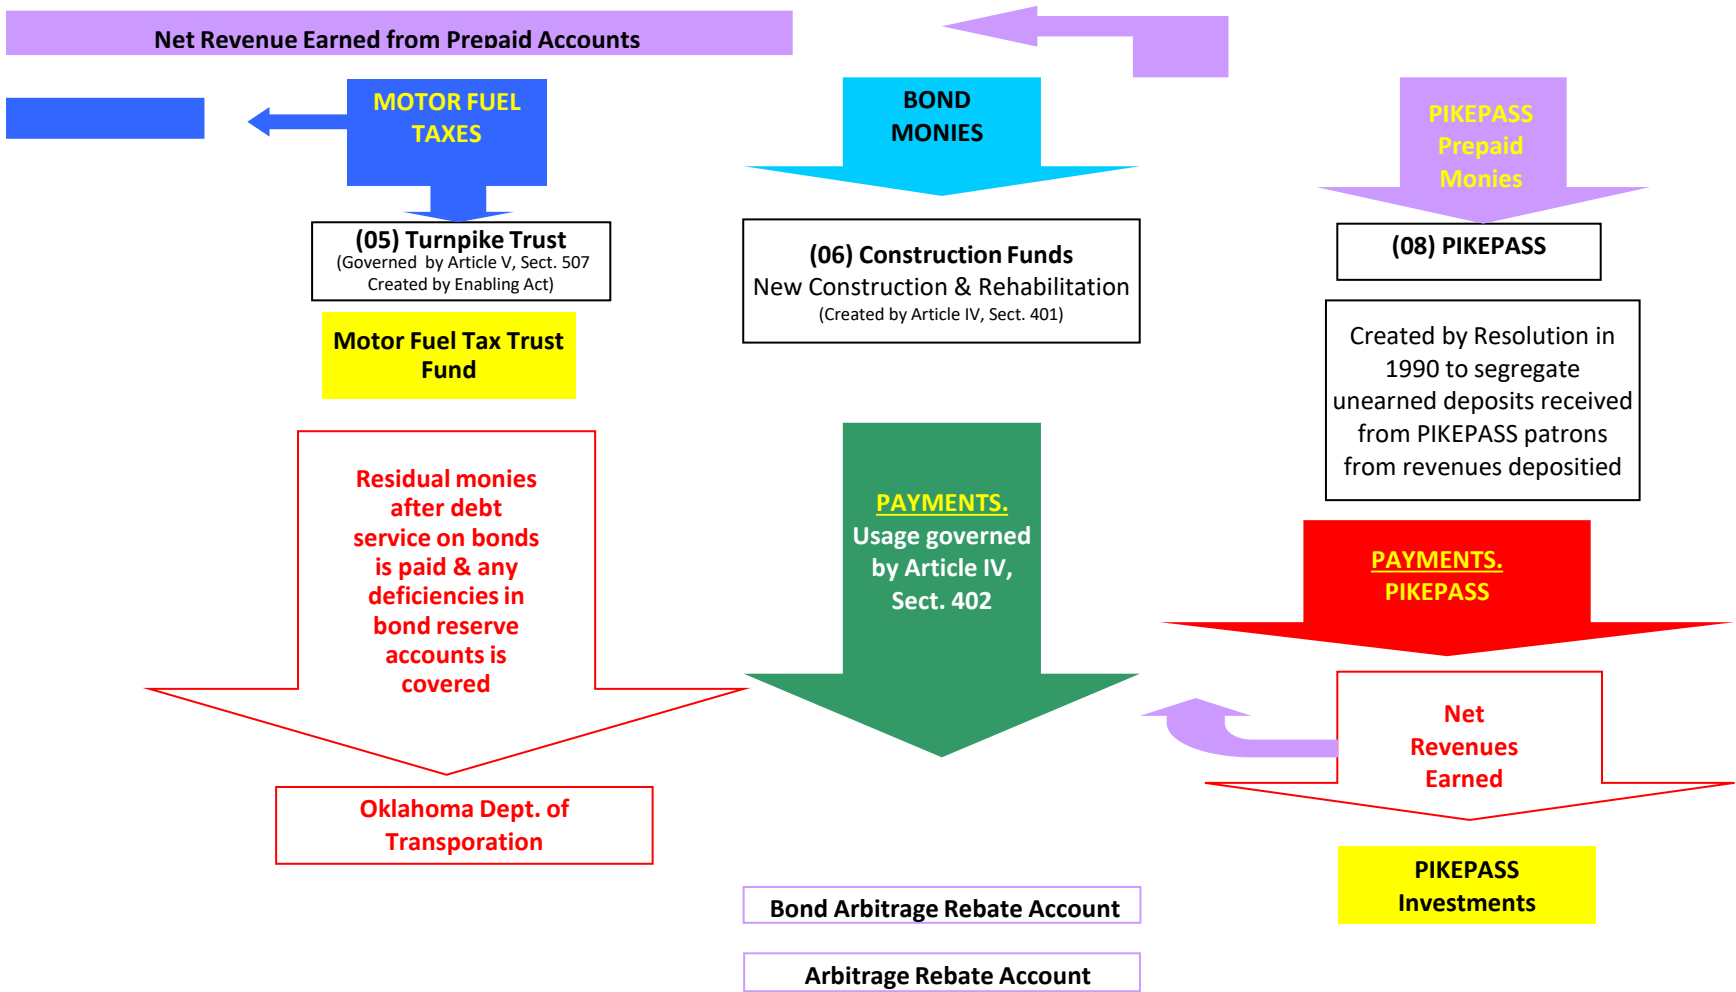 Net Revenue Earned from Prepaid Accounts
MOTOR FUEL
TAXES
(05) Turnpike Trust
(Governed by Article V, Sect. 507
Created by Enabling Act)
Motor Fuel Tax Trust
Fund
Residual monies
after debt
service on bonds
is paid & any
deficiencies in
bond reserve
accounts is
covered
Oklahoma Dept. of
Transporation
BOND
MONIES
(06) Construction Funds
New Construction & Rehabilitation
(Created by Article IV, Sect. 401)
PAYMENTS.
Usage governed
by Article IV,
Sect. 402
Bond Arbitrage Rebate Account
Arbitrage Rebate Account
PIKEPASS
Prepaid
Monies
(08) PIKEPASS
Created by Resolution in
1990 to segregate
unearned deposits received
from PIKEPASS patrons
from revenues depositied
PAYMENTS.
PIKEPASS
Net
Revenues
Earned
PIKEPASS
Investments